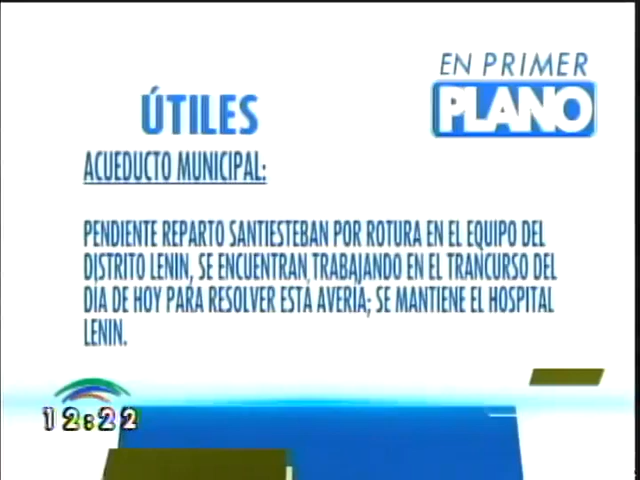 EN PRIMER
PLANO
ÚTILES
ACUEDUCTO MUNICIPAL:
PENDIENTE REPARTO SANTIESTEBAN POR ROTURA EN EL EQUIPO DEL
DISTRITO LENIN, SE ENCUENTRAN TRABAJANDO EN EL TRANCURSO DEL
DIA DE HOY PARA RESOLVER ESTA AVERÍA; SE MANTIENE EL HOSPITAL
LENIN.
12:22